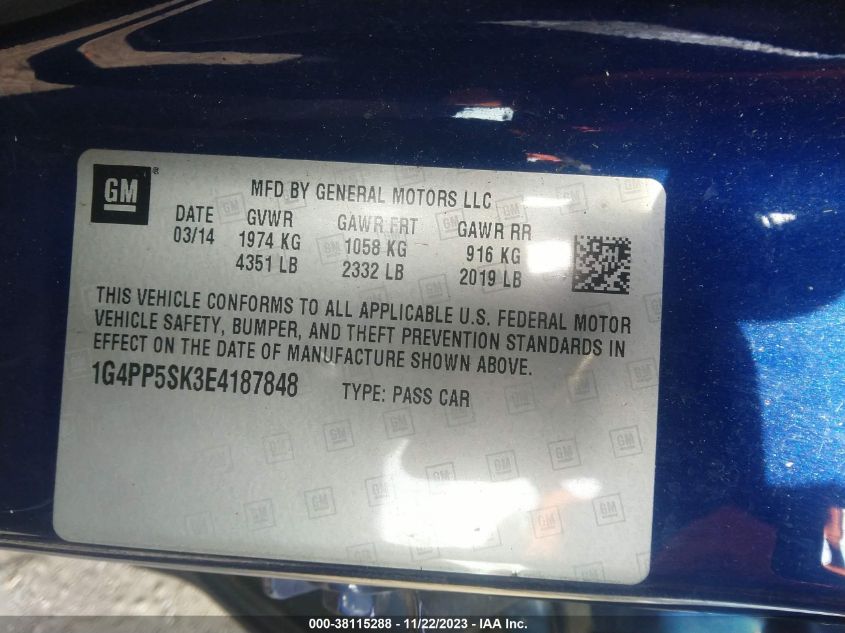 GM ®
MFD BY GENERAL MOTORS LLC
DATE GVWR GAWR FRT GAWR RR
03/14 1974 KG 1058 KG 916 KG
4351 LB 2332 LB 2019 LB
THIS VEHICLE CONFORMS TO ALL APPLICABLE U.S. FEDERAL MOTOR
VEHICLE SAFETY, BUMPER, AND THEFT PREVENTION STANDARDS IN
EFFECT ON THE DATE OF MANUFACTURE SHOWN ABOVE.
1G4PP5SK3E4187848 TYPE: PASS CAR
000-38115288 - 11/22/2023 - © IAA Inc.